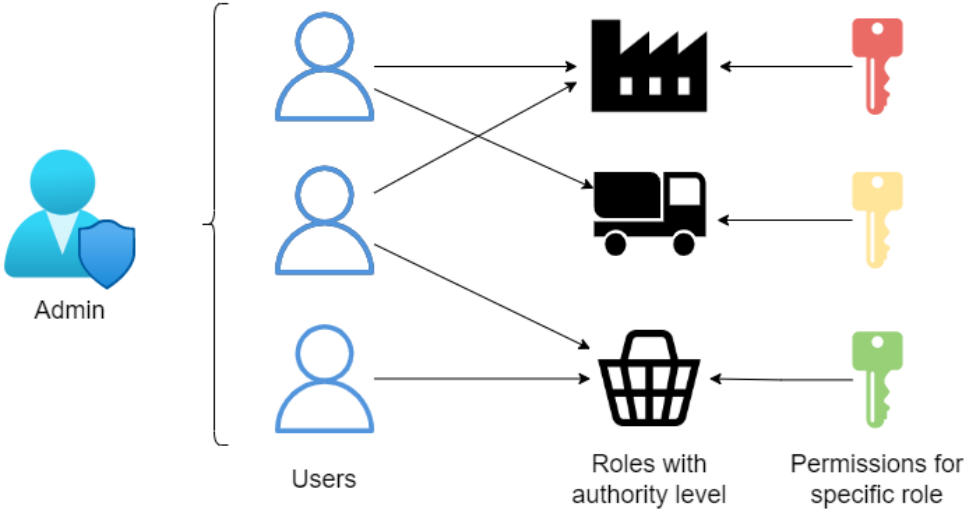 Admin
Users
Roles with
authority level
Permissions for
specific role